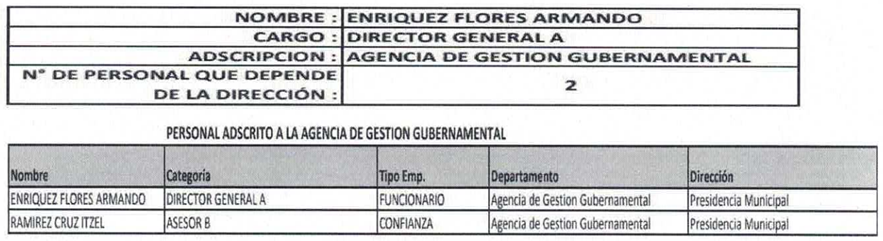 NOMBRE : ENRIQUEZ FLORES ARMANDO
CARGO : DIRECTOR GENERAL A
ADSCRIPCION : AGENCIA DE GESTION GUBERNAMENTAL
N° DE PERSONAL QUE DEPENDE
DE LA DIRECCIÓN : 2
PERSONAL ADSCRITO A LA AGENCIA DE GESTION GUBERNAMENTAL
Nombre Categoria Tipo Emp. Departamento Dirección
ENRIQUEZ FLORES ARMANDO DIRECTOR GENERAL A FUNCIONARIO Agencia de Gestion Gubernamental Presidencia Municipal
RAMIREZ CRUZ ITZEL ASESOR B CONFIANZA Agencia de Gestion Gubernamental Presidencia Municipal